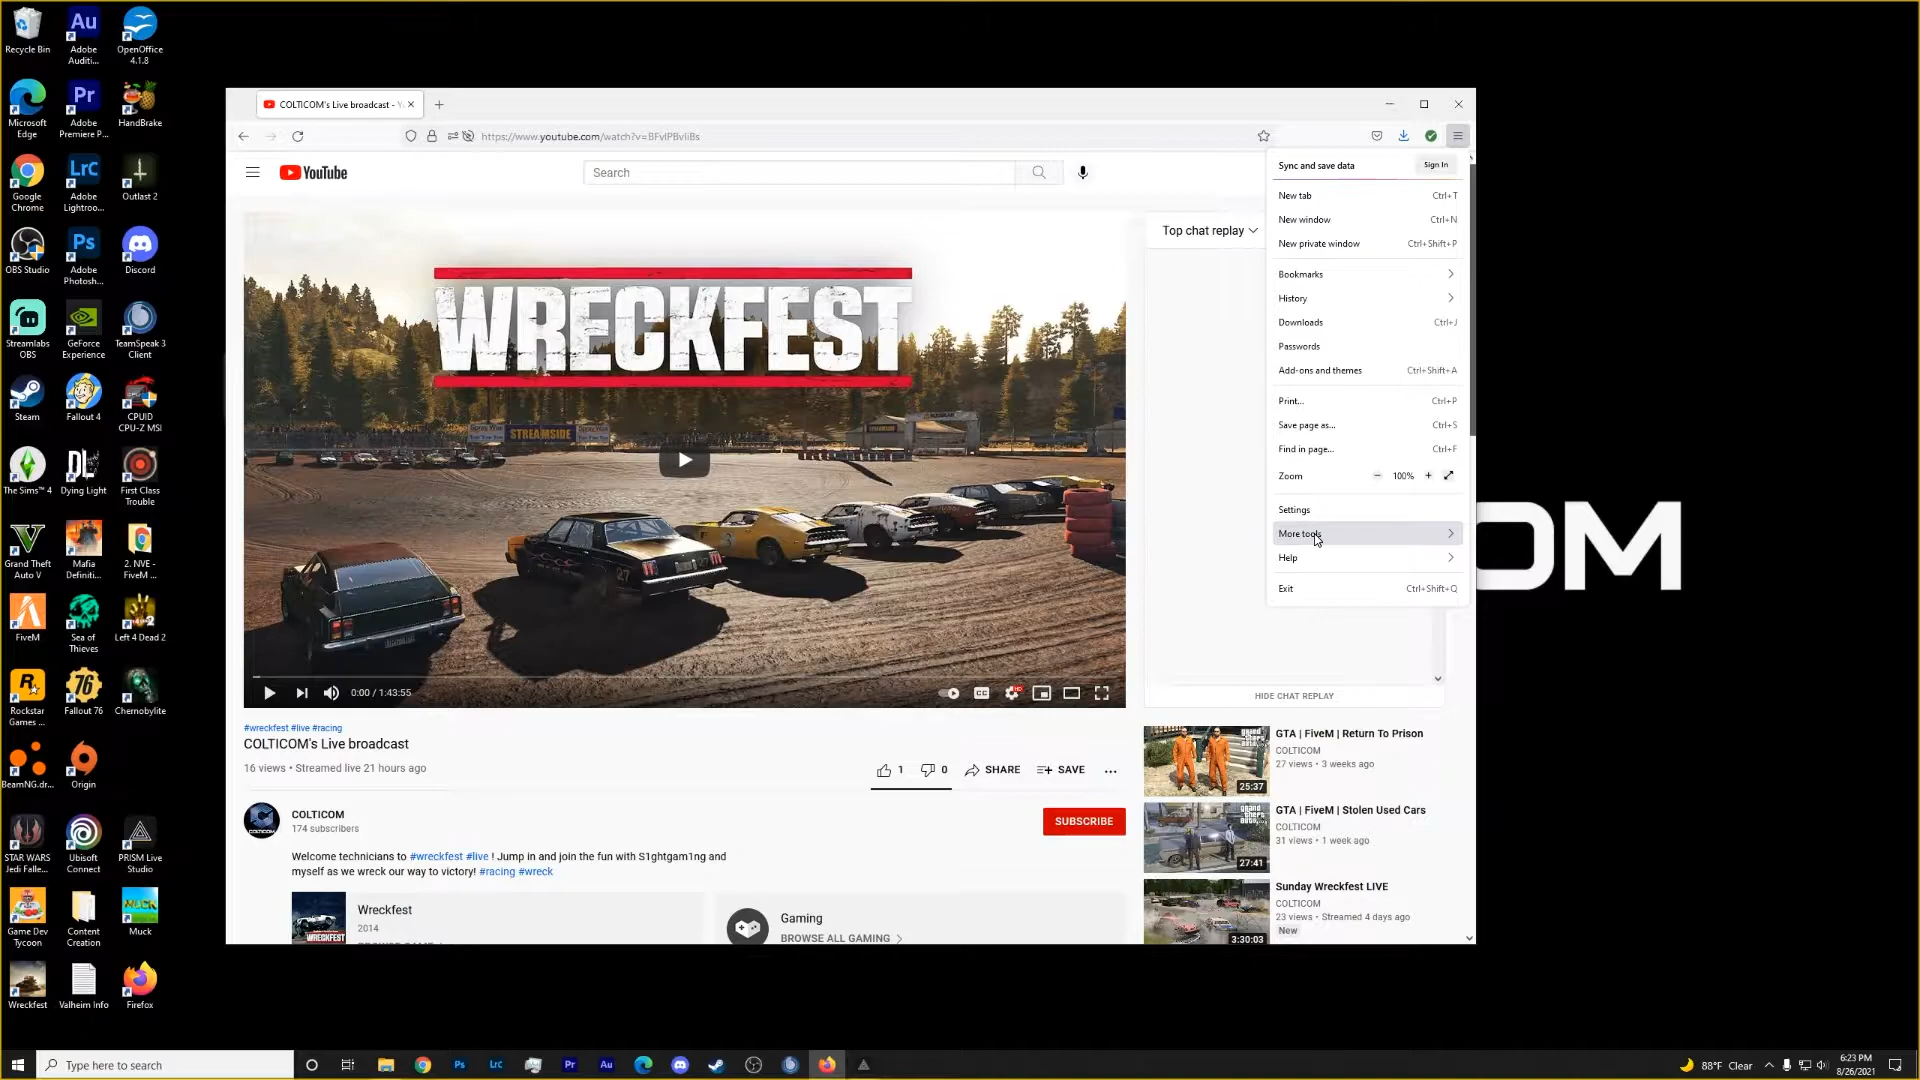 Recycle Bin
Adobe
Auditi...
OpenOffice
4.1.8
Microsoft
Edge
Adobe
Premiere P...
HandBrake
Google
Chrome
Adobe
Lightroo...
Outlast 2
OBS Studio
Adobe
Photosh...
Discord
Streamlabs
OBS
GeForce
Experience
TeamSpeak 3
Client
Steam
Fallout 4
CPUID
CPU-Z MSI
The Sims™ 4
Dying Light
First Class
Trouble
Grand Theft
Auto V
Mafia
Definiti...
2. NVE -
FiveM ...
FiveM
Sea of
Thieves
Left 4 Dead 2
Rockstar
Games ...
Fallout 76
Chernobylite
BeamNG.dr...
Origin
STAR WARS
Jedi Falle...
Ubisoft
Connect
PRISM Live
Studio
Game Dev
Tycoon
Content
Creation
Muck
Wreckfest
Valheim Info
Firefox
COLTICOM's Live broadcast - Y
https://www.youtube.com/watch?v=BFvlPBvIiBs
YouTube
Search
WRECKFEST
STREAMSIDE
27
0:00 / 1:43:55
CC
HD
#wreckfest #live #racing
COLTICOM's Live broadcast
16 views • Streamed live 21 hours ago
1
0
SHARE
SAVE
COLTICOM
174 subscribers
SUBSCRIBE
Welcome technicians to #wreckfest #live ! Jump in and join the fun with S1ghtgam1ng and
myself as we wreck our way to victory! #racing #wreck
Wreckfest
2014
Gaming
BROWSE ALL GAMING
Top chat replay
HIDE CHAT REPLAY
GTA | FiveM | Return To Prison
COLTICOM
27 views • 3 weeks ago
25:37
GTA | FiveM | Stolen Used Cars
COLTICOM
31 views • 1 week ago
27:41
Sunday Wreckfest LIVE
COLTICOM
23 views • Streamed 4 days ago
New
3:30:03
Sync and save data Sign In
New tab Ctrl+T
New window Ctrl+N
New private window Ctrl+Shift+P
Bookmarks
History
Downloads Ctrl+J
Passwords
Add-ons and themes Ctrl+Shift+A
Print... Ctrl+P
Save page as... Ctrl+S
Find in page... Ctrl+F
Zoom 100%
Settings
More tools
Help
Exit Ctrl+Shift+Q
OM
Type here to search
88°F Clear
6:23 PM
8/26/2021